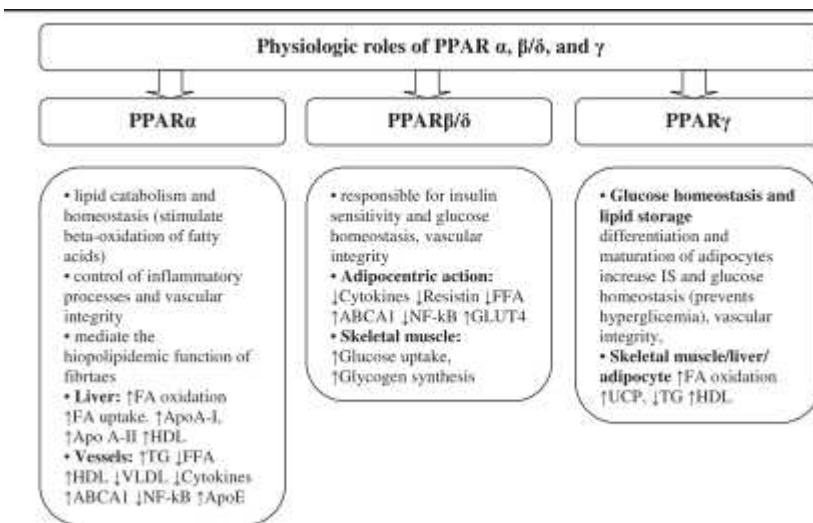 Physiologic roles of PPAR α, β/δ, and γ
PPARα
PPARβ/δ
PPARγ
• lipid catabolism and
homeostasis (stimulate
beta-oxidation of fatty
acids)
• control of inflammatory
processes and vascular
integrity
• mediate the
hiopolipidemic function of
fibrtaes
• Liver: ↑FA oxidation
↑FA uptake. ↑ApoA-I,
↑Apo A-II ↑HDL
• Vessels: ↑TG ↓FFA
↑HDL ↓VLDL ↓Cytokines
↑ABCA1 ↓NF-kB ↑ApoE
• responsible for insulin
sensitivity and glucose
homeostasis, vascular
integrity
• Adipocentric action:
↓Cytokines ↓Resistin ↓FFA
↑ABCA1 ↓NF-kB ↑GLUT4
• Skeletal muscle:
↑Glucose uptake,
↑Glycogen synthesis
• Glucose homeostasis and
lipid storage
differentiation and
maturation of adipocytes
increase IS and glucose
homeostasis (prevents
hyperglicemia), vascular
integrity,
• Skeletal muscle/liver/
adipocyte ↑FA oxidation
↑UCP, ↓TG ↑HDL